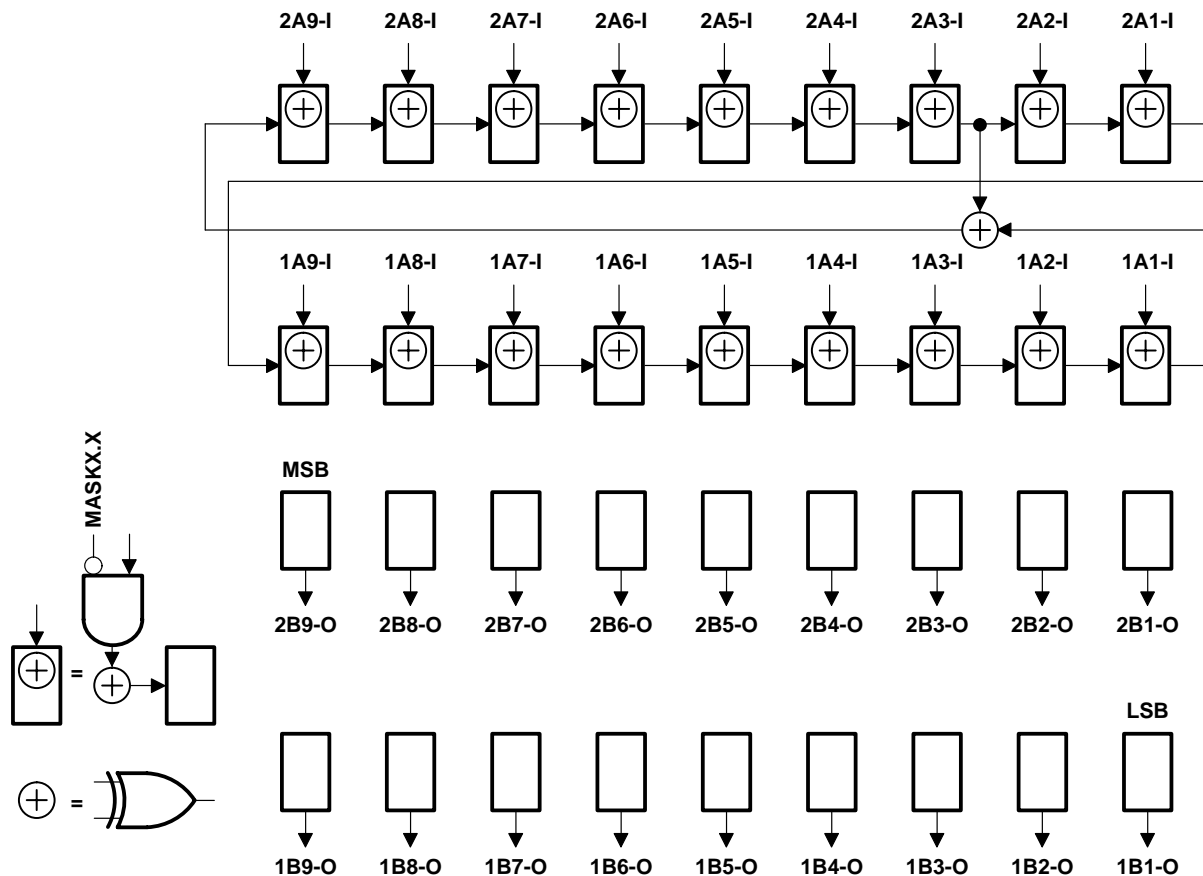 2A9-I 2A8-I 2A7-I 2A6-I 2A5-I 2A4-I 2A3-I 2A2-I 2A1-I
1A9-I 1A8-I 1A7-I 1A6-I 1A5-I 1A4-I 1A3-I 1A2-I 1A1-I
MASKX.X
MSB
2B9-O 2B8-O 2B7-O 2B6-O 2B5-O 2B4-O 2B3-O 2B2-O 2B1-O
=
LSB
=
1B9-O 1B8-O 1B7-O 1B6-O 1B5-O 1B4-O 1B3-O 1B2-O 1B1-O